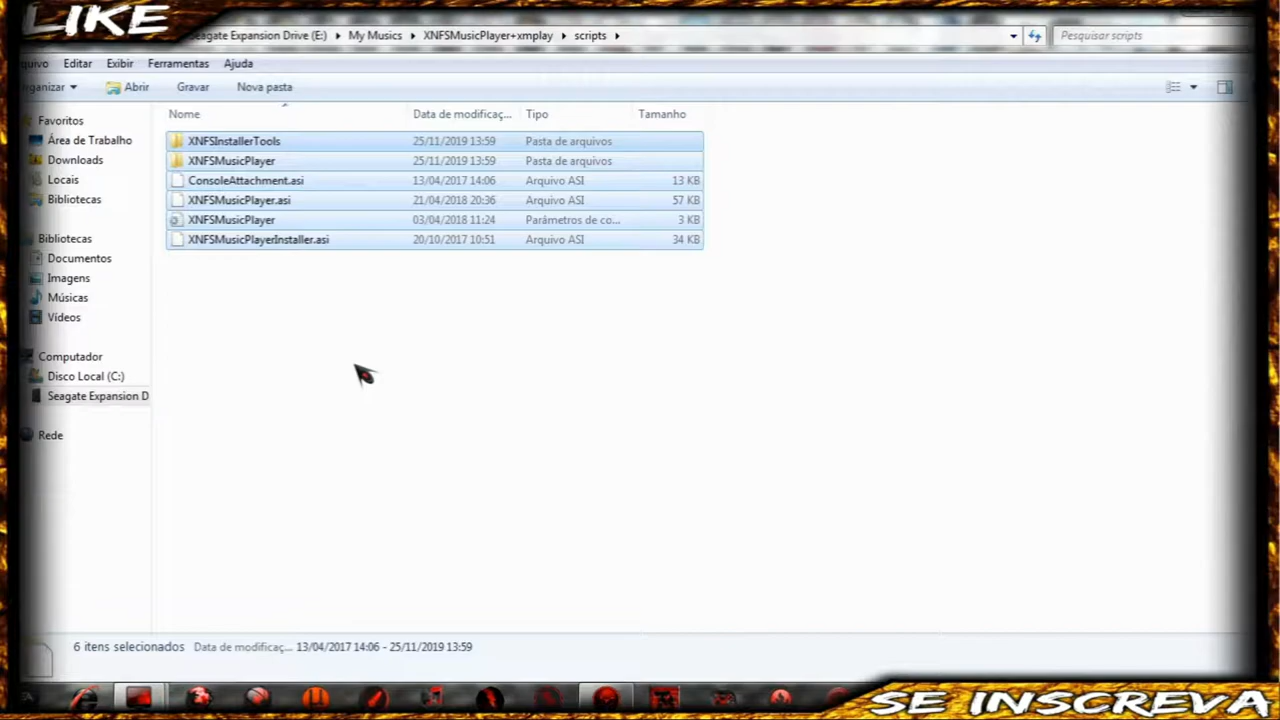 LIKE
Seagate Expansion Drive (E:) My Musics XNFSMusicPlayer+xmplay scripts
Pesquisar scripts
quivo Editar Exibir Ferramentas Ajuda
rganizar Abrir Gravar Nova pasta
Nome Data de modificaç... Tipo Tamanho
Favoritos
Área de Trabalho
Downloads
Locais
Bibliotecas
Bibliotecas
Documentos
Imagens
Músicas
Vídeos
Computador
Disco Local (C:)
Seagate Expansion D
Rede
XNFSInstallerTools 25/11/2019 13:59 Pasta de arquivos
XNFSMusicPlayer 25/11/2019 13:59 Pasta de arquivos
ConsoleAttachment.asi 13/04/2017 14:06 Arquivo ASI 13 KB
XNFSMusicPlayer.asi 21/04/2018 20:36 Arquivo ASI 57 KB
XNFSMusicPlayer 03/04/2018 11:24 Parâmetros de co... 3 KB
XNFSMusicPlayerInstaller.asi 20/10/2017 10:51 Arquivo ASI 34 KB
6 itens selecionados Data de modificaç... 13/04/2017 14:06 - 25/11/2019 13:59
SE INSCREVA